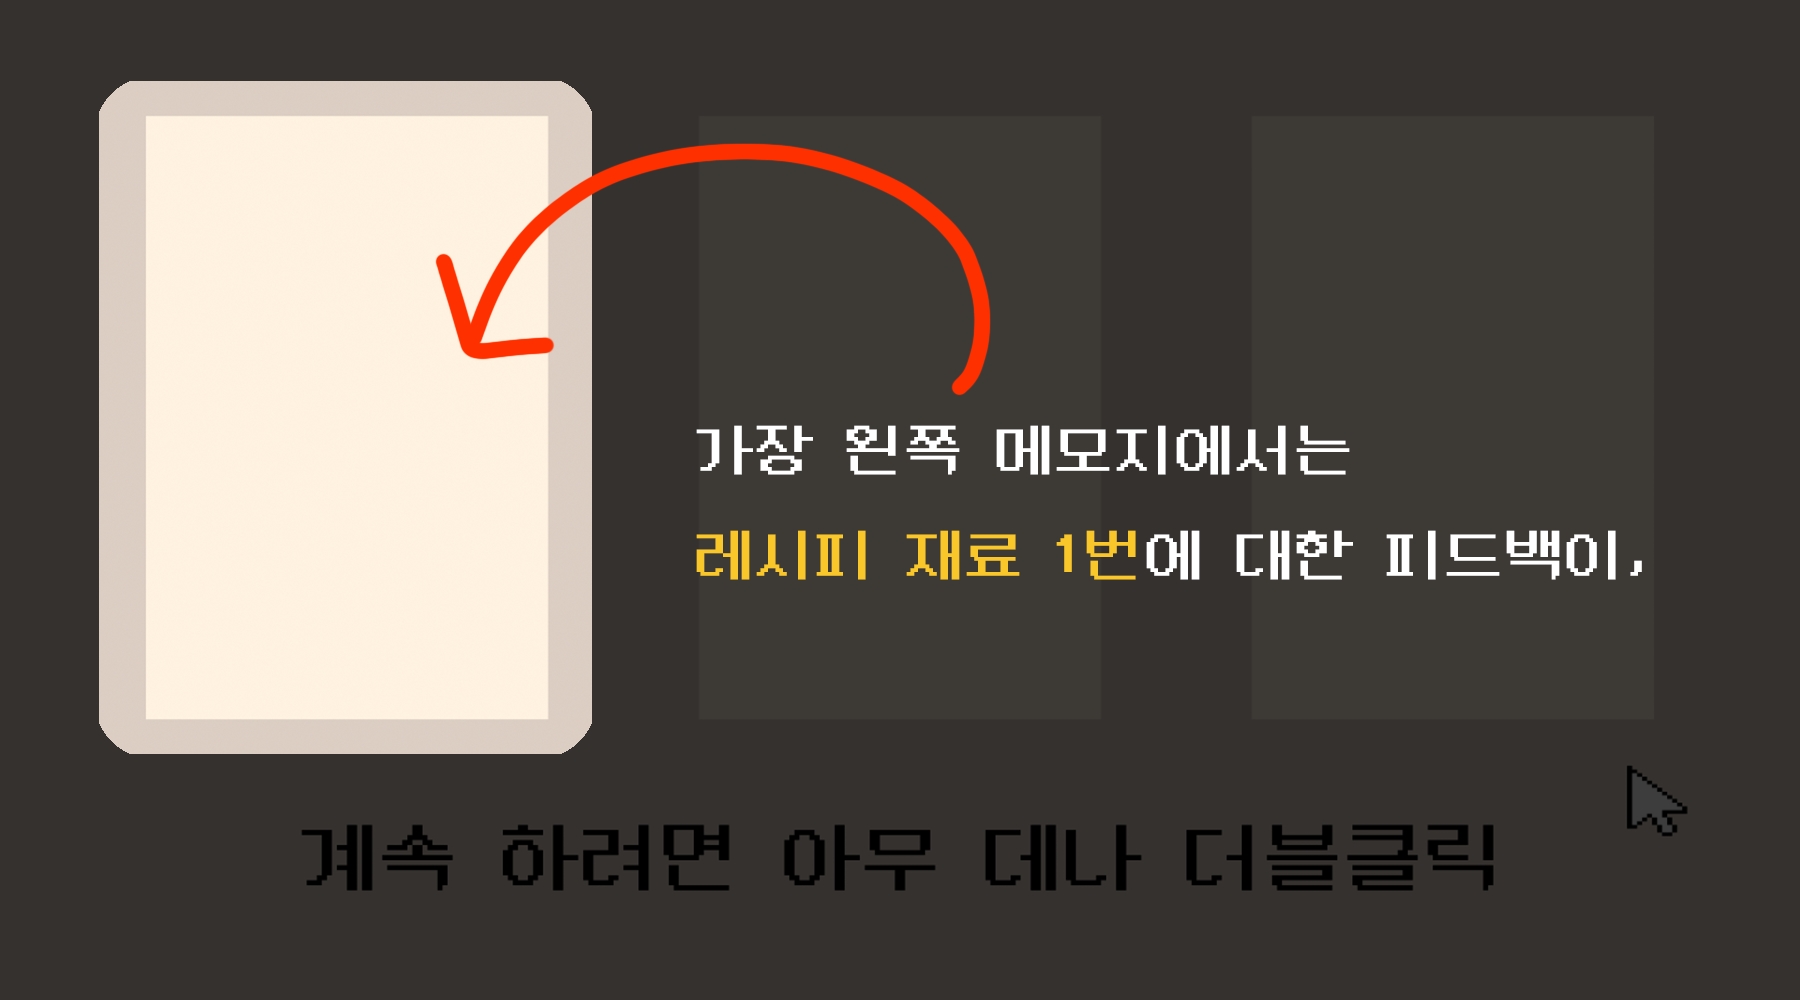 가장 왼쪽 메모지에서는
레시피 재료 1번에 대한 피드백이,
계속 하려면 아무 데나 더블클릭